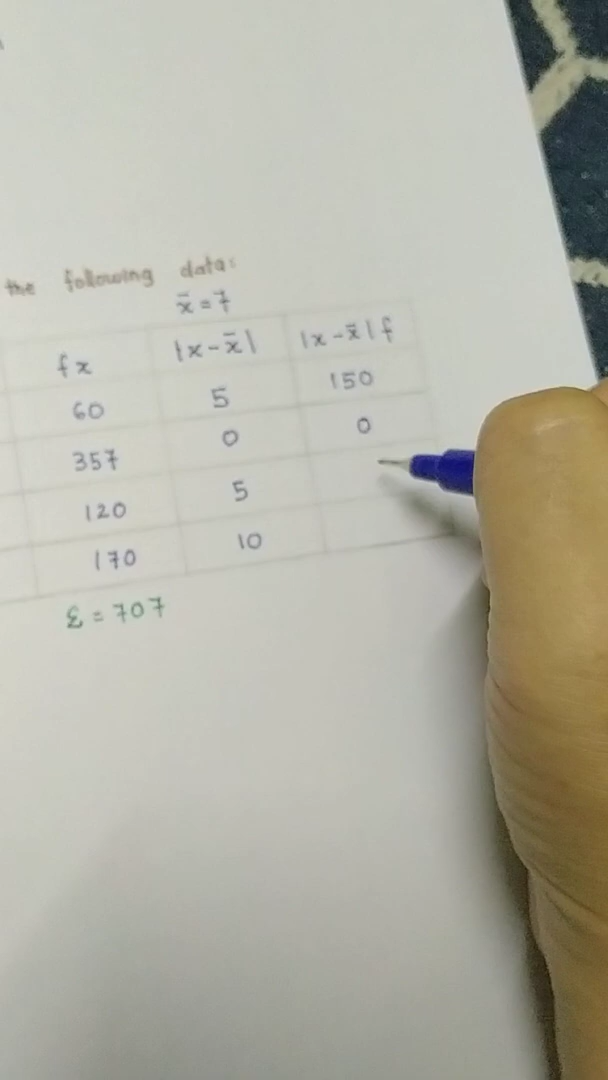 the following data:
x̄ = 7
fx |x-x̄| |x-x̄|f
60 5 150
357 0 0
120 5
170 10
Ɛ = 707